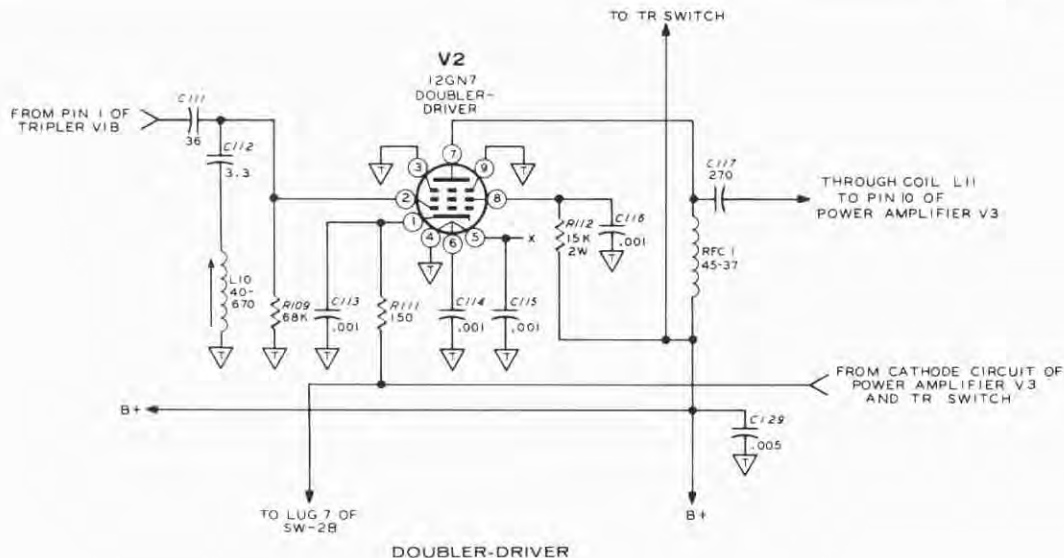 TO TR SWITCH
V2
12GN7
DOUBLER-
DRIVER
FROM PIN 1 OF
TRIPLER V1B
C111
36
C112
3.3
L10
40-
670
R109
68K
C113
.001
R111
150
C114
.001
C115
.001
X
1
2
3
4
5
6
7
8
9
R112
15K
2W
C116
.001
C117
270
RFC 1
45-37
THROUGH COIL L11
TO PIN 10 OF
POWER AMPLIFIER V3
T
T
T
T
T
T
T
T
T
T
FROM CATHODE CIRCUIT OF
POWER AMPLIFIER V3
AND TR SWITCH
B+
C129
.005
TO LUG 7 OF
SW-2B
B+
DOUBLER-DRIVER